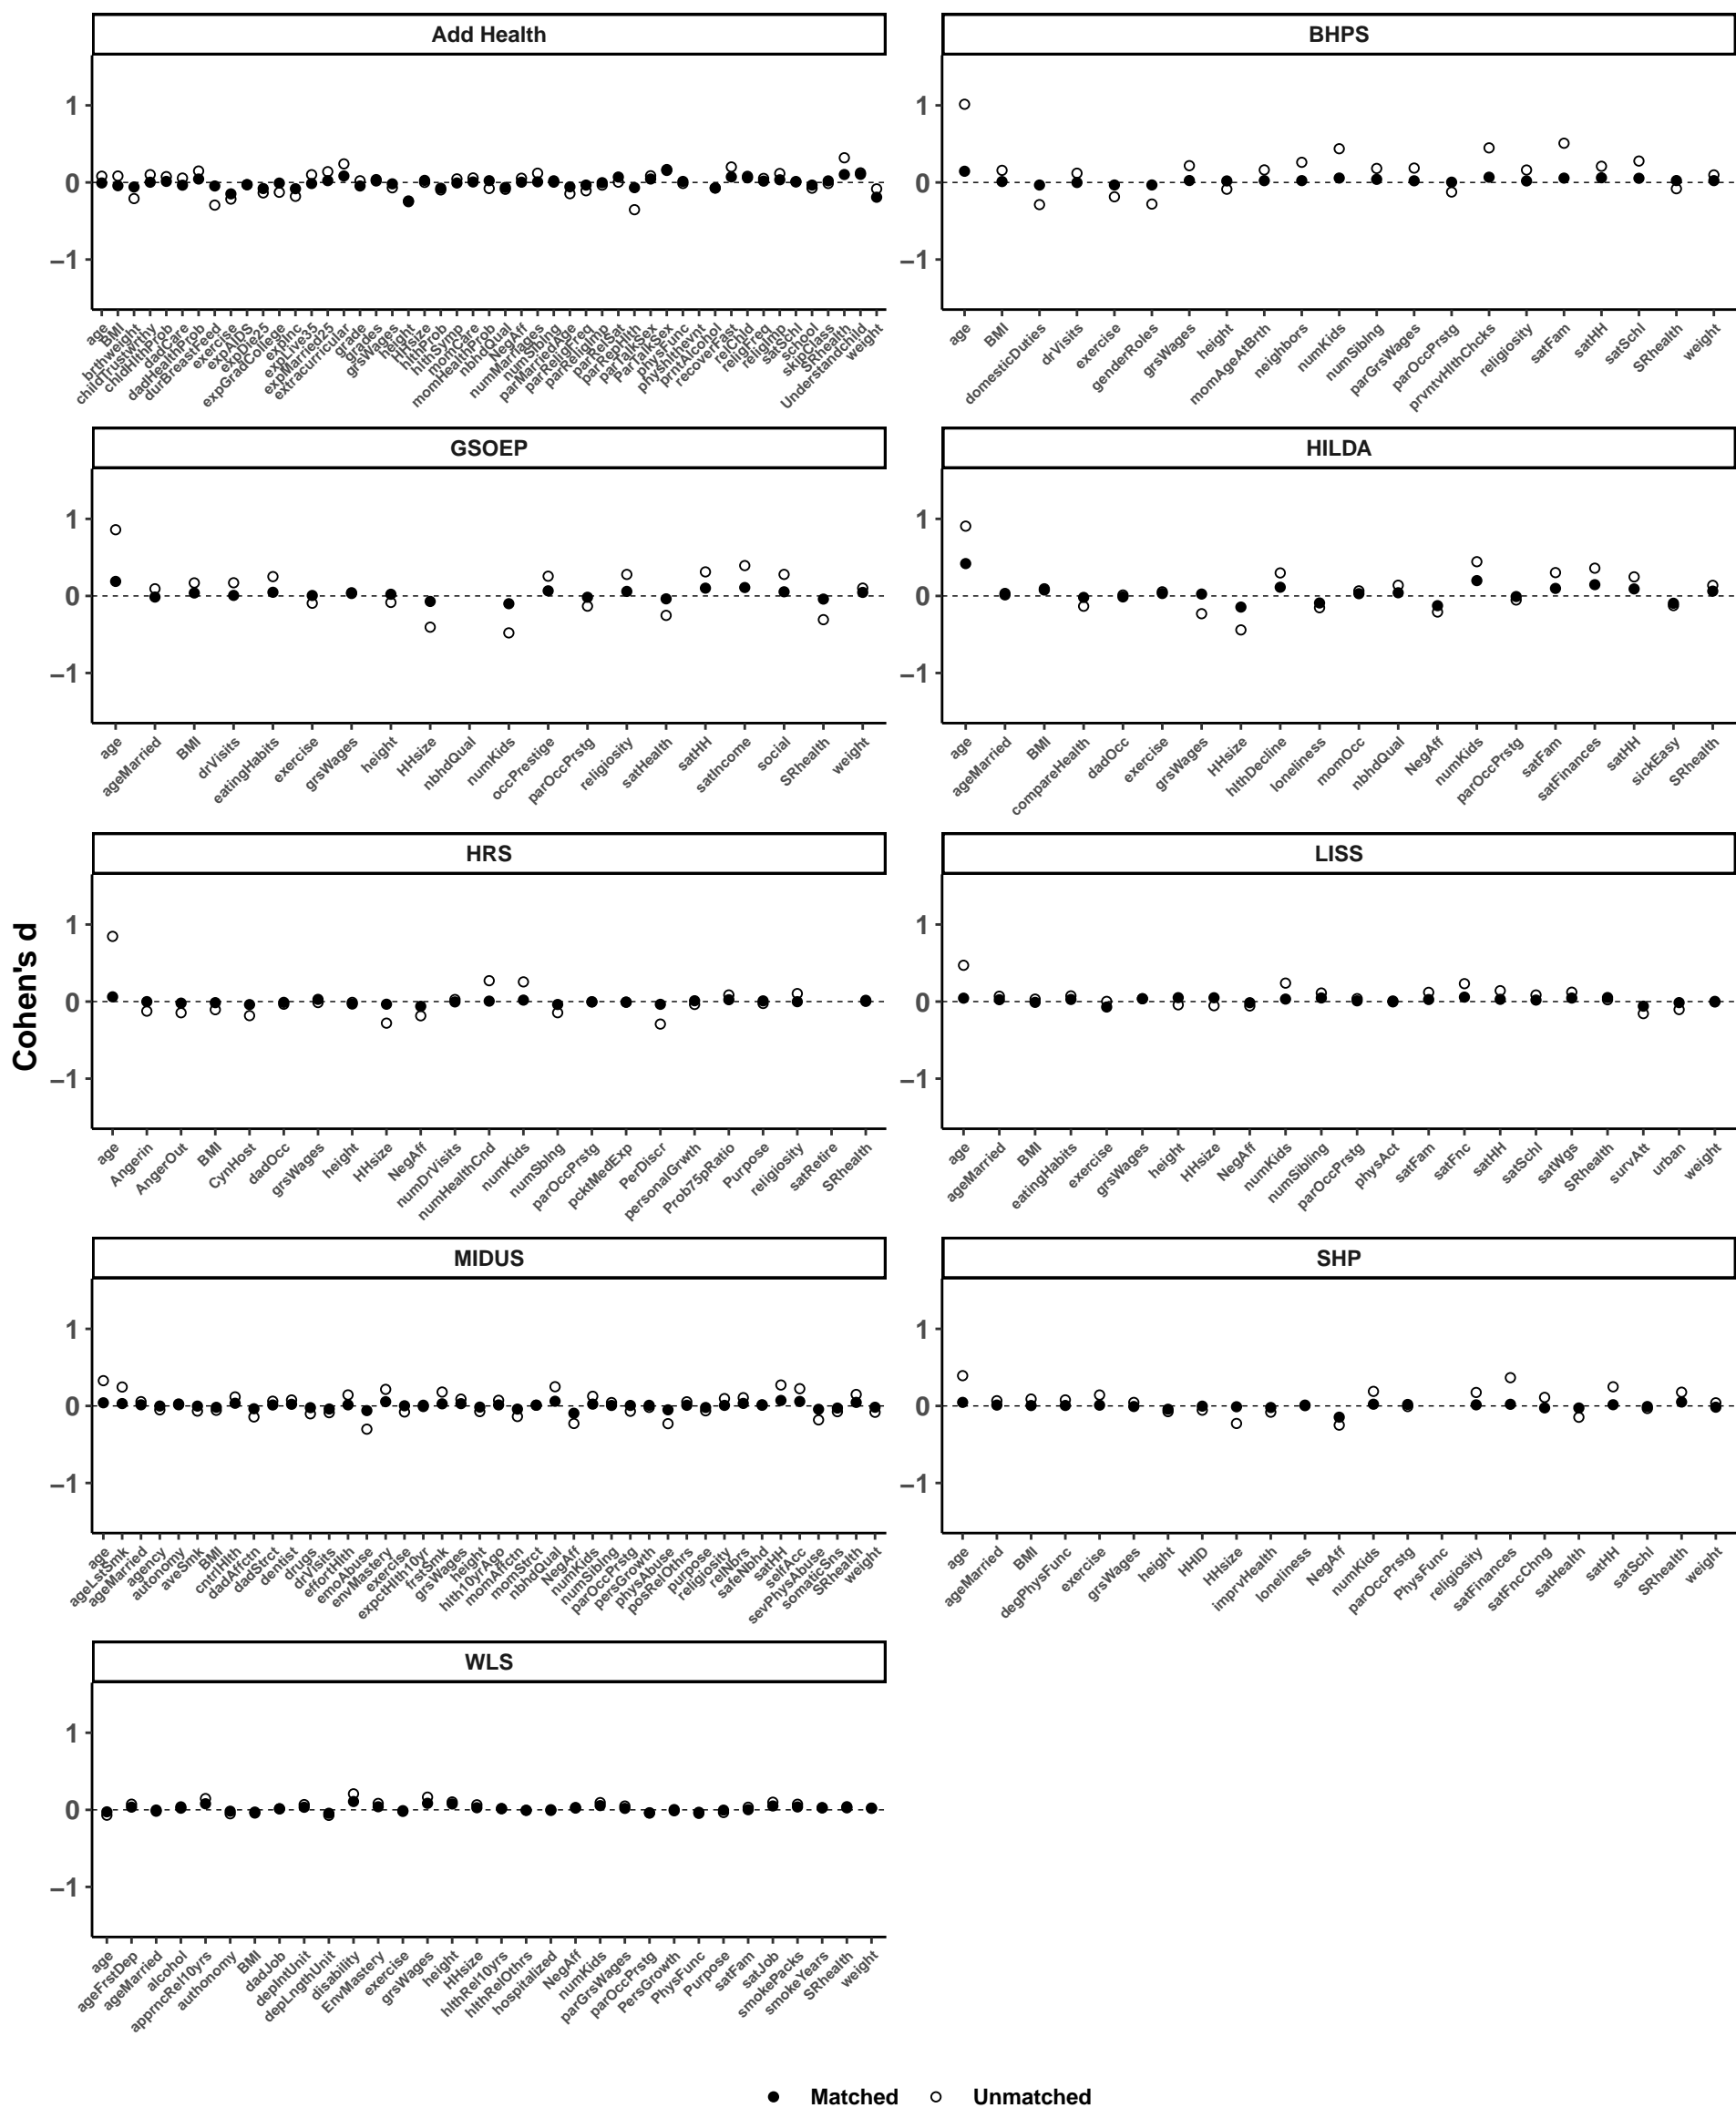 Add Health
BHPS
1
0
−1
1
0
−1
age
BMI
brthweight
childTrustwrthy
chldHlthProb
dadCare
dadHealthProb
durBreastFeed
exercise
expAIDS
expDie25
expGradCollege
expInc
expLive35
expMarried25
extracurricular
grade
grades
grsWages
height
HHsize
hlthProb
hlthSymp
momCare
momHealthProb
nbhdQual
NegAff
numMarriages
numSibing
parMarriedAge
parReligFreq
parReligImp
parRelSat
parRegHlth
parTalkSex
ParTalkSex
physFunc
physIntevnt
prntAlcohol
recoverFast
relChld
religFreq
religImp
satSchl
school
skipClass
SRhealth
Understandchild
weight
age
BMI
domesticDuties
drVisits
exercise
genderRoles
grsWages
height
momAgeAtBrth
neighbors
numKids
numSiblng
parGrsWages
parOccPrstg
prvntvHlthChcks
religiosity
satFam
satHH
satSchl
SRhealth
weight
GSOEP
HILDA
1
0
−1
1
0
−1
age
ageMarried
BMI
drVisits
eatingHabits
exercise
grsWages
height
HHsize
nbhdQual
numKids
occPrestige
parOccPrstg
religiosity
satHealth
satHH
satIncome
social
SRhealth
weight
age
ageMarried
BMI
compareHealth
dadOcc
exercise
grsWages
HHsize
hlthDecline
loneliness
momOcc
nbhdQual
NegAff
numKids
parOccPrstg
satFam
satFinances
satHH
sickEasy
SRhealth
HRS
LISS
Cohen's d
1
0
−1
1
0
−1
age
Angerin
AngerOut
BMI
CynHost
dadOcc
grsWages
height
HHsize
NegAff
numDrVisits
numHealthCnd
numKids
numSblng
parOccPrstg
pcktMedExp
PerDiscr
personalGrwth
Prob75pRatio
Purpose
religiosity
satRetire
SRhealth
age
ageMarried
BMI
eatingHabits
exercise
grsWages
height
HHsize
NegAff
numKids
numSibling
parOccPrstg
physAct
satFam
satFnc
satHH
satSchl
satWgs
SRhealth
survAtt
urban
weight
MIDUS
SHP
1
0
−1
1
0
−1
age
ageLstSmk
ageMarried
agency
autonomy
aveSmk
BMI
cntrlHlth
dadAffctn
dadStrct
dentist
drugs
drVisits
effortHlth
emoAbuse
envMastery
exercise
expctHlth10yr
frstSmk
grsWages
height
hlth10yrAgo
momAffctn
momStrct
nbhdQual
NegAff
numKids
numSiblng
parOccPrstg
persGrowth
physAbuse
posRelOthrs
purpose
religiosity
relNbrs
safeNbhd
satHH
selfAcc
sevPhysAbuse
somaticSns
SRhealth
weight
age
ageMarried
BMI
degPhysFunc
exercise
grsWages
height
HHID
HHsize
imprvHealth
loneliness
NegAff
numKids
parOccPrstg
PhysFunc
religiosity
satFinances
satFncChng
satHealth
satHH
satSchl
SRhealth
weight
WLS
1
0
−1
age
ageFrstDep
ageMarried
alcohol
apprncRel10yrs
authonomy
BMI
dadJob
depIntUnit
depLngthUnit
disability
EnvMastery
exercise
grsWages
height
HHsize
hlthRel10yrs
hlthRelOthrs
hospitalized
NegAff
numKids
parGrsWages
parOccPrstg
PersGrowth
PhysFunc
Purpose
satFam
satJob
smokePacks
smokeYears
SRhealth
weight
Matched
Unmatched